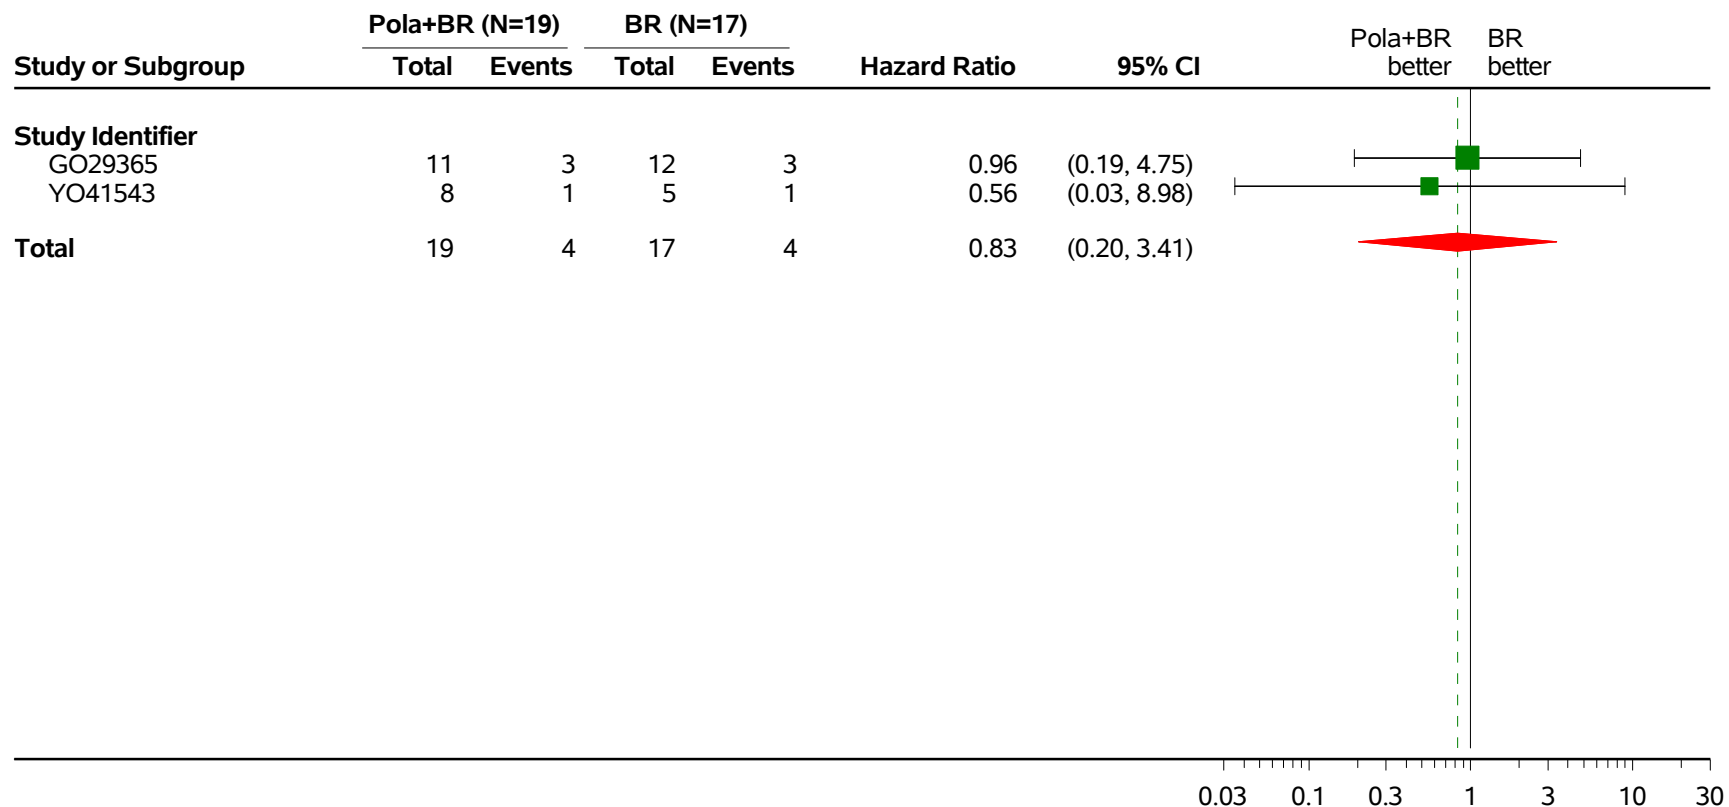 Pola+BR (N=19) BR (N=17) Pola+BR BR
Study or Subgroup Total Events Total Events Hazard Ratio 95% CI better better
Study Identifier
GO29365 11 3 12 3 0.96 (0.19, 4.75)
YO41543 8 1 5 1 0.56 (0.03, 8.98)
Total 19 4 17 4 0.83 (0.20, 3.41)
0.03 0.1 0.3 1 3 10 30